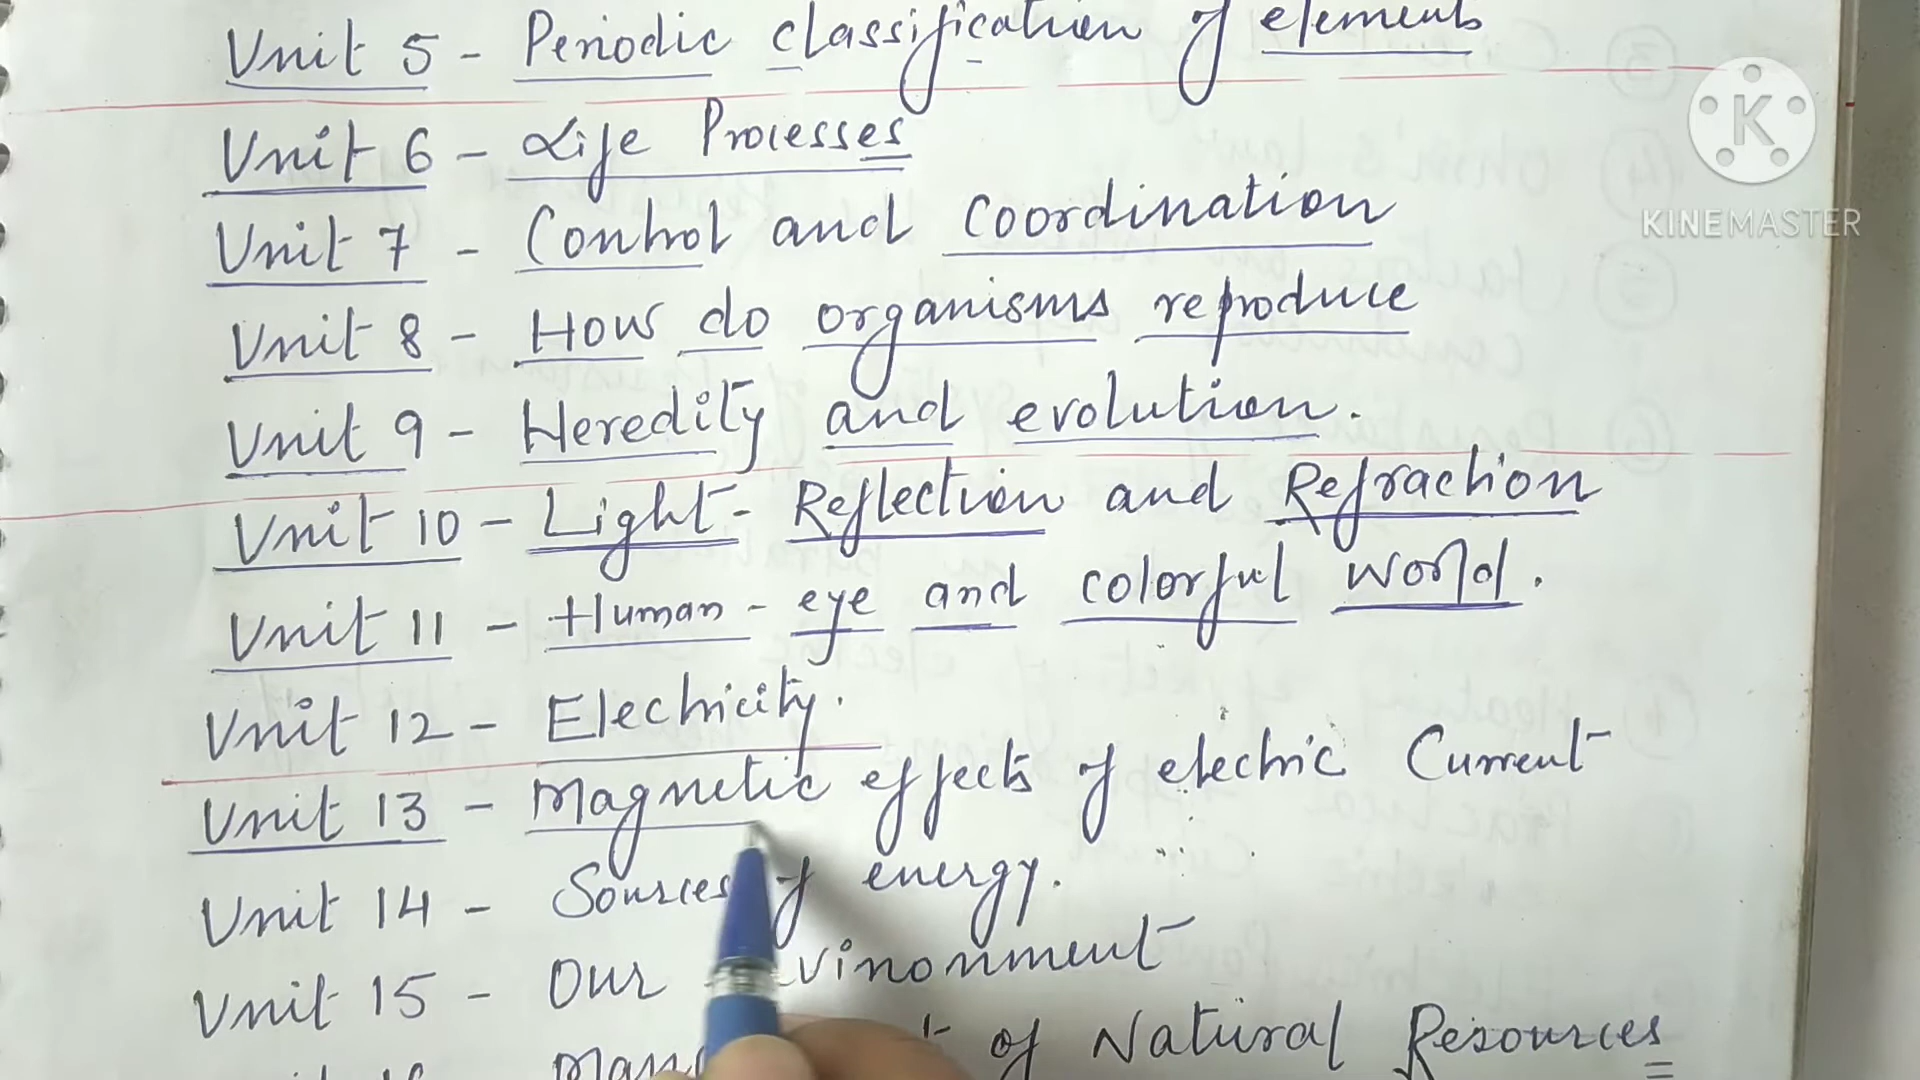 Unit 5 - Periodic classification of elements
Unit 6 - Life Processes
Unit 7 - Control and coordination
Unit 8 - How do organisms reproduce
Unit 9 - Heredity and evolution.
Unit 10 - Light - Reflection and Refraction
Unit 11 - Human - eye and colorful world.
Unit 12 - Electricity.
Unit 13 - Magnetic effects of electric Current
Unit 14 - Sources of energy.
Unit 15 - Our
of Natural Resources
K
KINEMASTER